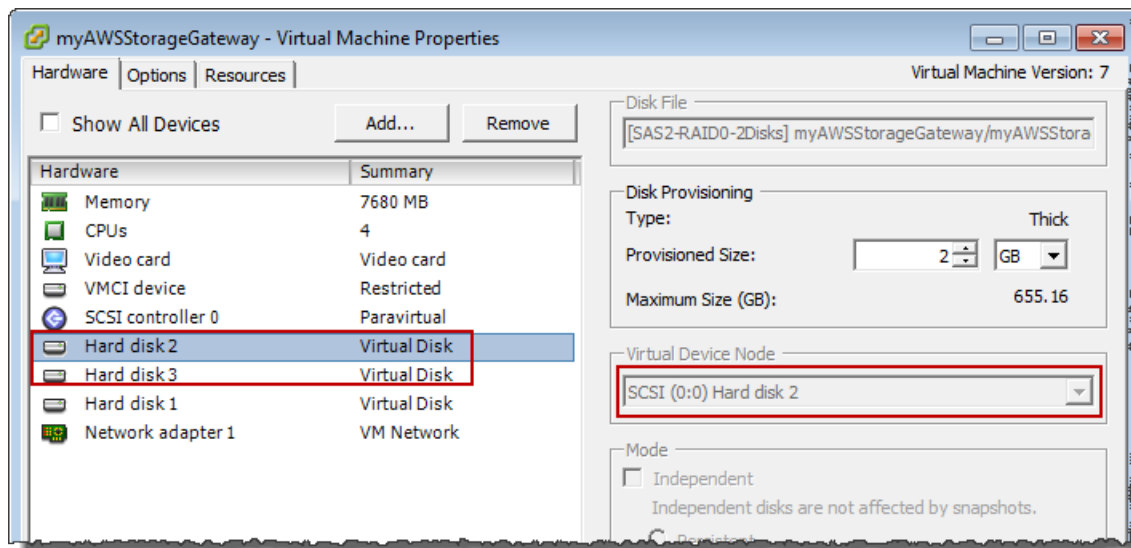 myAWSStorageGateway - Virtual Machine Properties
Hardware Options Resources
Virtual Machine Version: 7
Show All Devices
Add...
Remove
Hardware Summary
Memory 7680 MB
CPUs 4
Video card Video card
VMCI device Restricted
SCSI controller 0 Paravirtual
Hard disk 2 Virtual Disk
Hard disk 3 Virtual Disk
Hard disk 1 Virtual Disk
Network adapter 1 VM Network
Disk File
[SAS2-RAID0-2Disks] myAWSStorageGateway/myAWSStora
Disk Provisioning
Type: Thick
Provisioned Size: 2 GB
Maximum Size (GB): 655.16
Virtual Device Node
SCSI (0:0) Hard disk 2
Mode
Independent
Independent disks are not affected by snapshots.